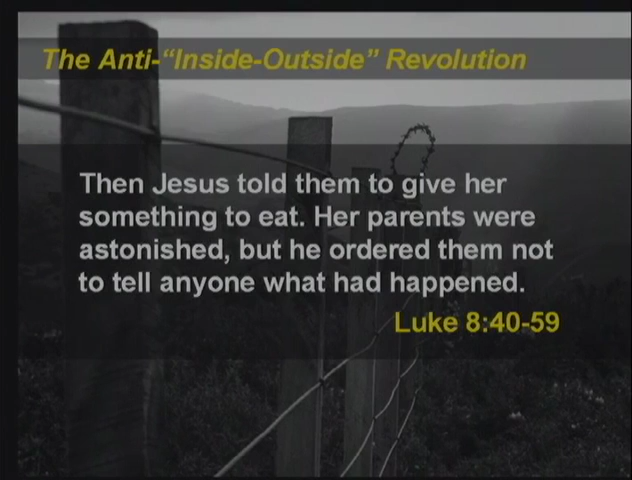 The Anti-“Inside-Outside” Revolution
Then Jesus told them to give her
something to eat. Her parents were
astonished, but he ordered them not
to tell anyone what had happened.
Luke 8:40-59